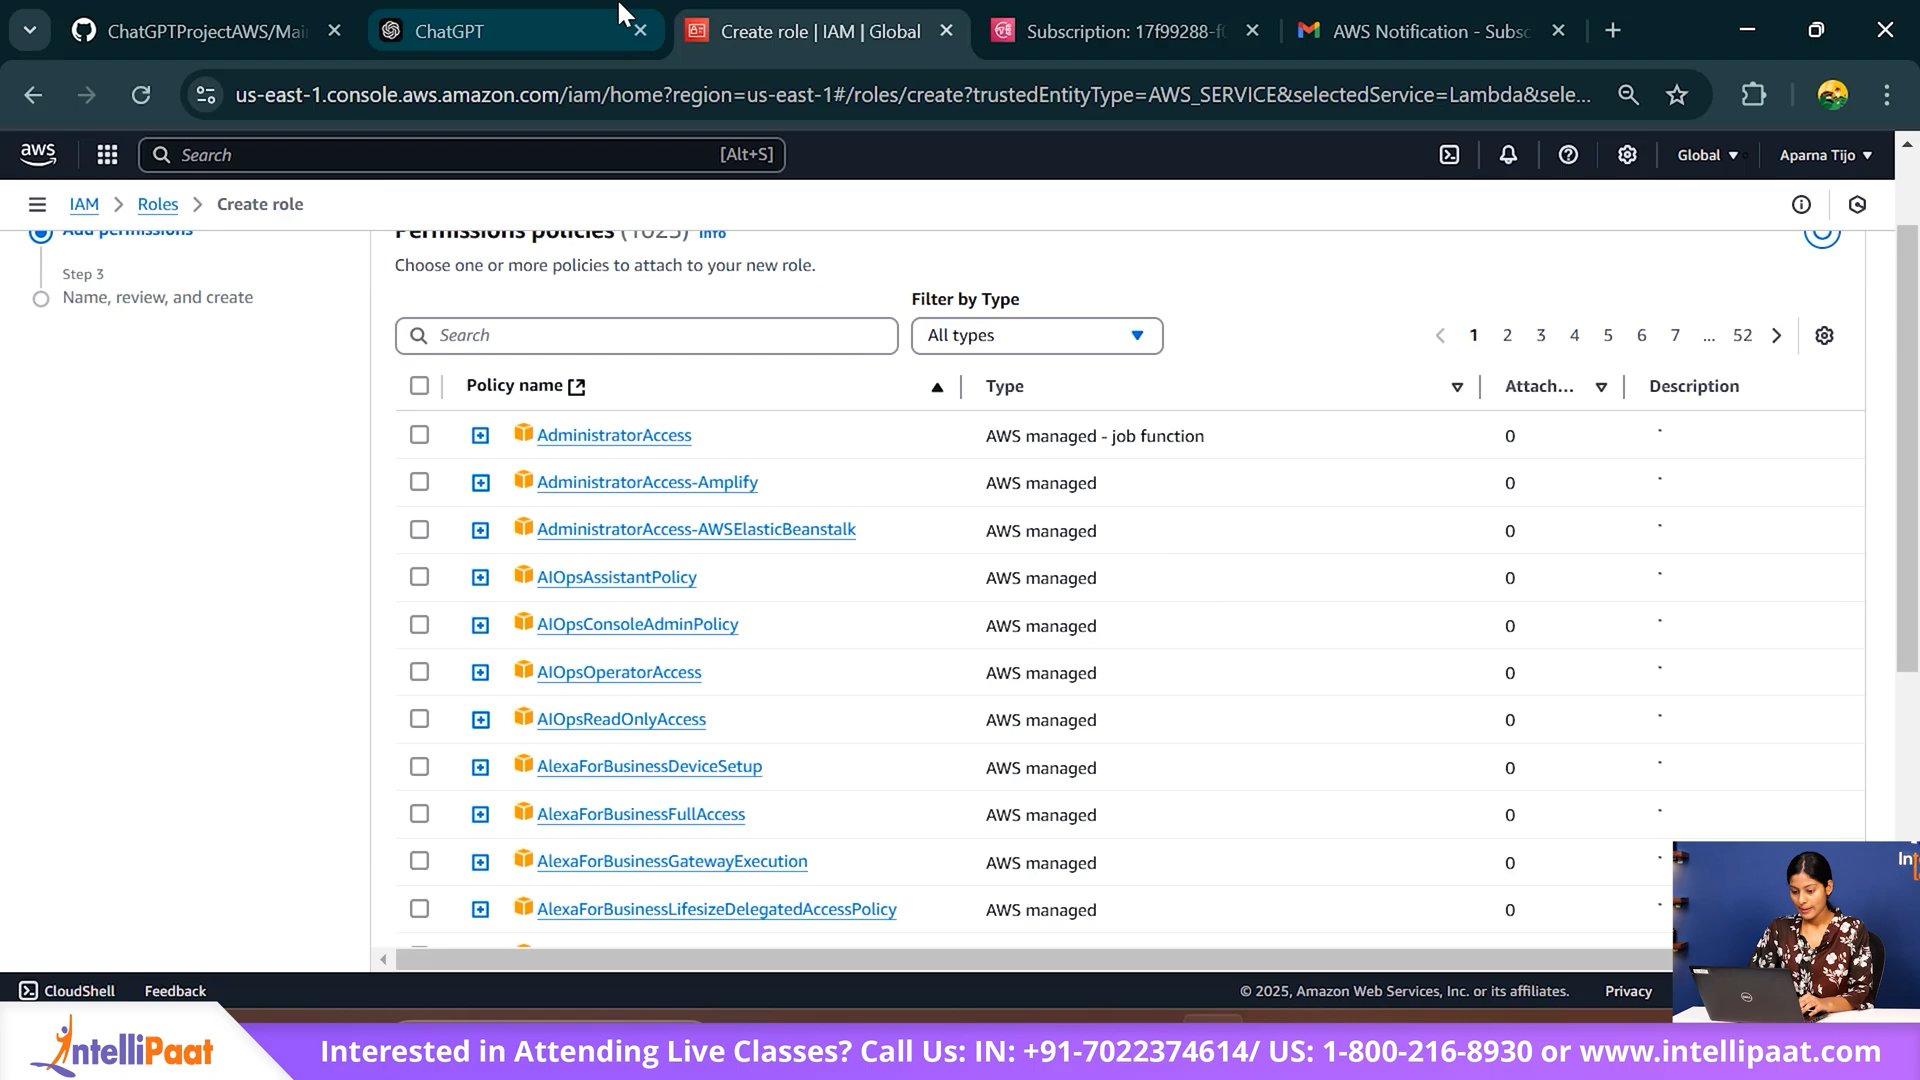 ChatGPTProjectAWS/Mai
ChatGPT
Create role | IAM | Global
Subscription: 17f99288-f
AWS Notification - Subsc
us-east-1.console.aws.amazon.com/iam/home?region=us-east-1#/roles/create?trustedEntityType=AWS_SERVICE&selectedService=Lambda&sele...
aws
Search
[Alt+S]
Global
Aparna Tijo
IAM > Roles > Create role
Add permissions
Step 3
Name, review, and create
Permissions policies (1025) Info
Choose one or more policies to attach to your new role.
Filter by Type
Search
All types
1 2 3 4 5 6 7 ... 52
Policy name
Type
Attach...
Description
AdministratorAccess AWS managed - job function 0 -
AdministratorAccess-Amplify AWS managed 0 -
AdministratorAccess-AWSElasticBeanstalk AWS managed 0 -
AIOpsAssistantPolicy AWS managed 0 -
AIOpsConsoleAdminPolicy AWS managed 0 -
AIOpsOperatorAccess AWS managed 0 -
AIOpsReadOnlyAccess AWS managed 0 -
AlexaForBusinessDeviceSetup AWS managed 0 -
AlexaForBusinessFullAccess AWS managed 0 -
AlexaForBusinessGatewayExecution AWS managed 0 -
AlexaForBusinessLifesizeDelegatedAccessPolicy AWS managed 0 -
CloudShell
Feedback
© 2025, Amazon Web Services, Inc. or its affiliates.
Privacy
IntelliPaat
Interested in Attending Live Classes? Call Us: IN: +91-7022374614/ US: 1-800-216-8930 or www.intellipaat.com